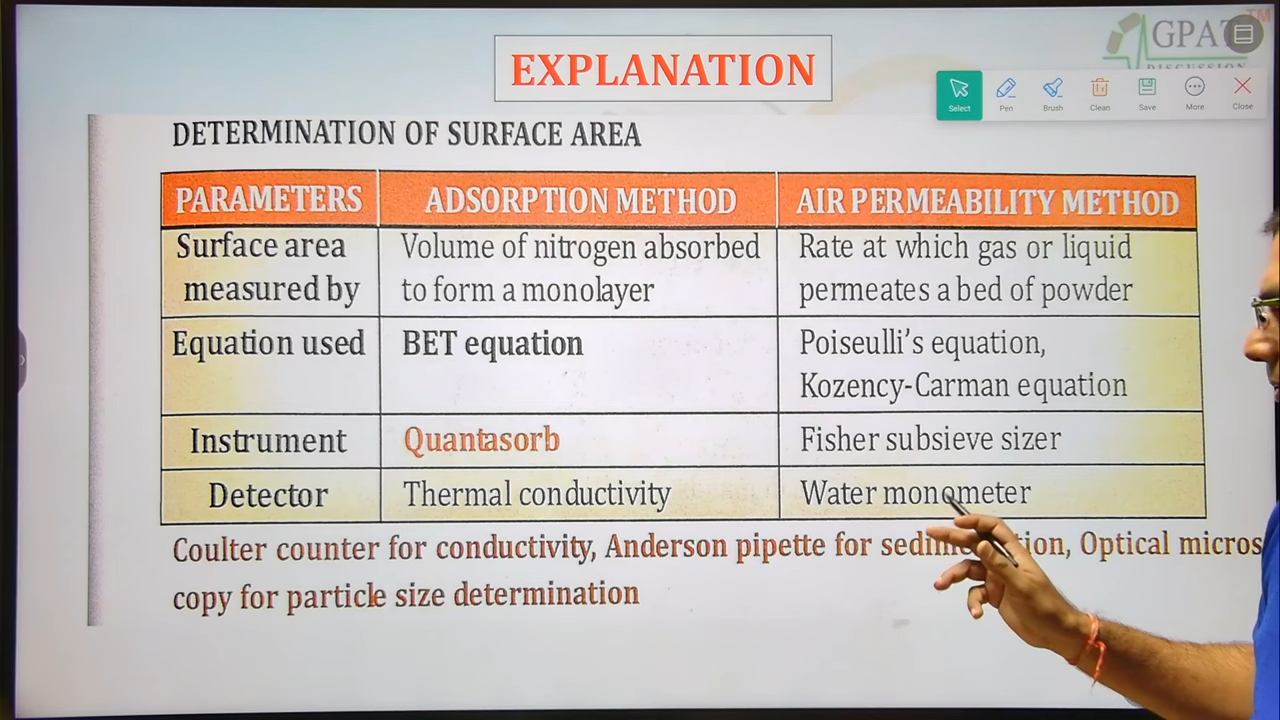 GPAT
EXPLANATION
Select
Pen
Brush
Clean
Save
More
Close
DETERMINATION OF SURFACE AREA
PARAMETERS ADSORPTION METHOD AIR PERMEABILITY METHOD
Surface area Volume of nitrogen absorbed Rate at which gas or liquid
measured by to form a monolayer permeates a bed of powder
Equation used BET equation Poiseulli's equation,
Kozency-Carman equation
Instrument Quantasorb Fisher subsieve sizer
Detector Thermal conductivity Water monometer
Coulter counter for conductivity, Anderson pipette for Optical micros
copy for particle size determination